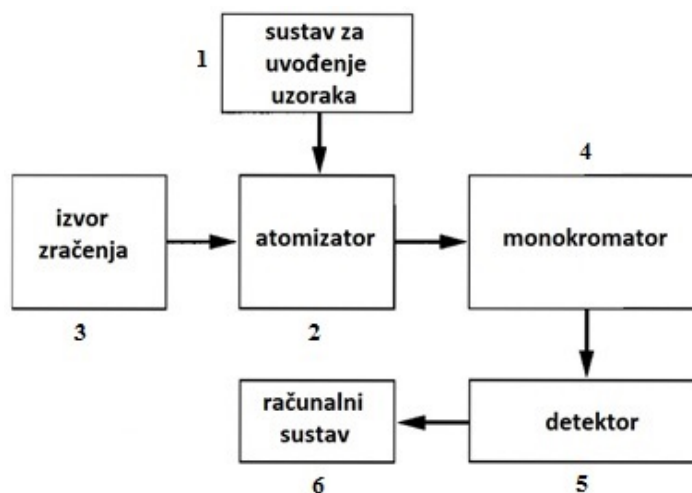 1
sustav za
uvođenje
uzoraka
4
izvor
zračenja
atomizator
monokromator
3
2
računalni
sustav
detektor
6
5